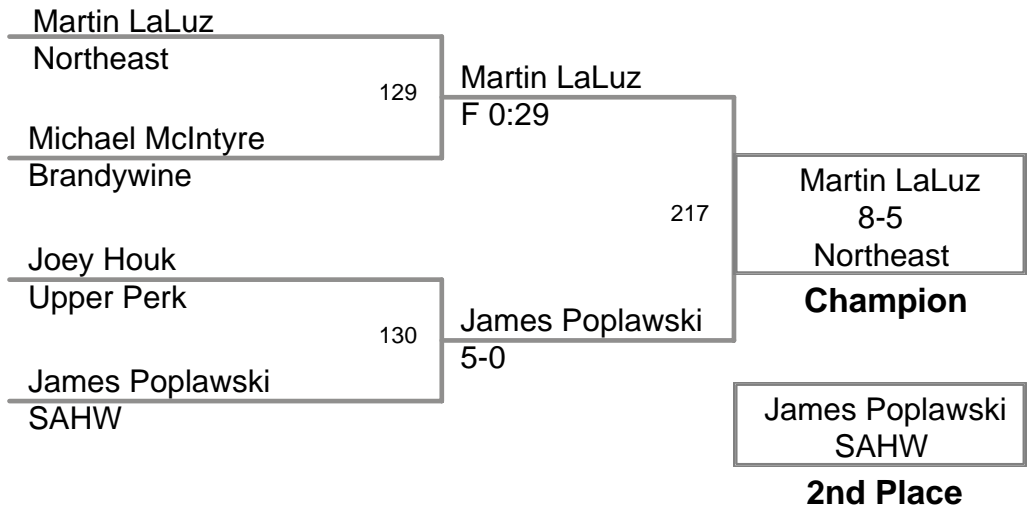 Martin LaLuz
Northeast
129
Michael McIntyre
Brandywine
Joey Houk
Upper Perk
130
James Poplawski
SAHW
Martin LaLuz
F 0:29
217
James Poplawski
5-0
Martin LaLuz
8-5
Northeast
Champion
James Poplawski
SAHW
2nd Place